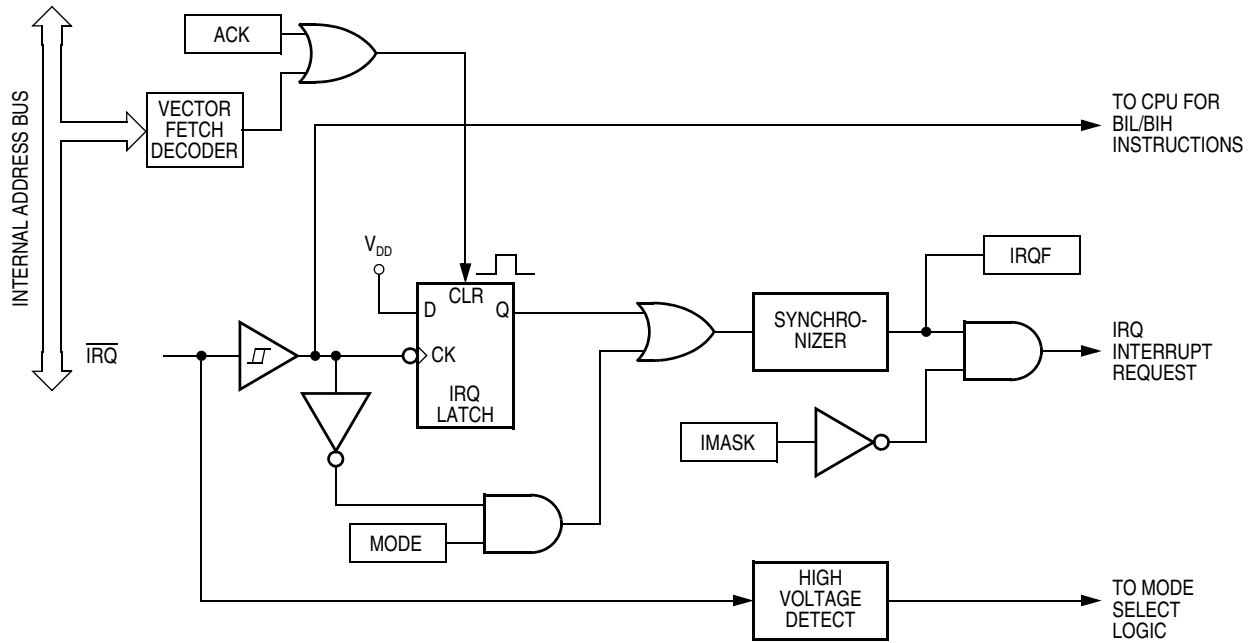 INTERNAL ADDRESS BUS
ACK
VECTOR
FETCH
DECODER
TO CPU FOR
BIL/BIH
INSTRUCTIONS
VDD
D
CLR
Q
CK
IRQ
LATCH
IRQ
SYNCHRO-
NIZER
IRQF
IRQ
INTERRUPT
REQUEST
IMASK
MODE
HIGH
VOLTAGE
DETECT
TO MODE
SELECT
LOGIC